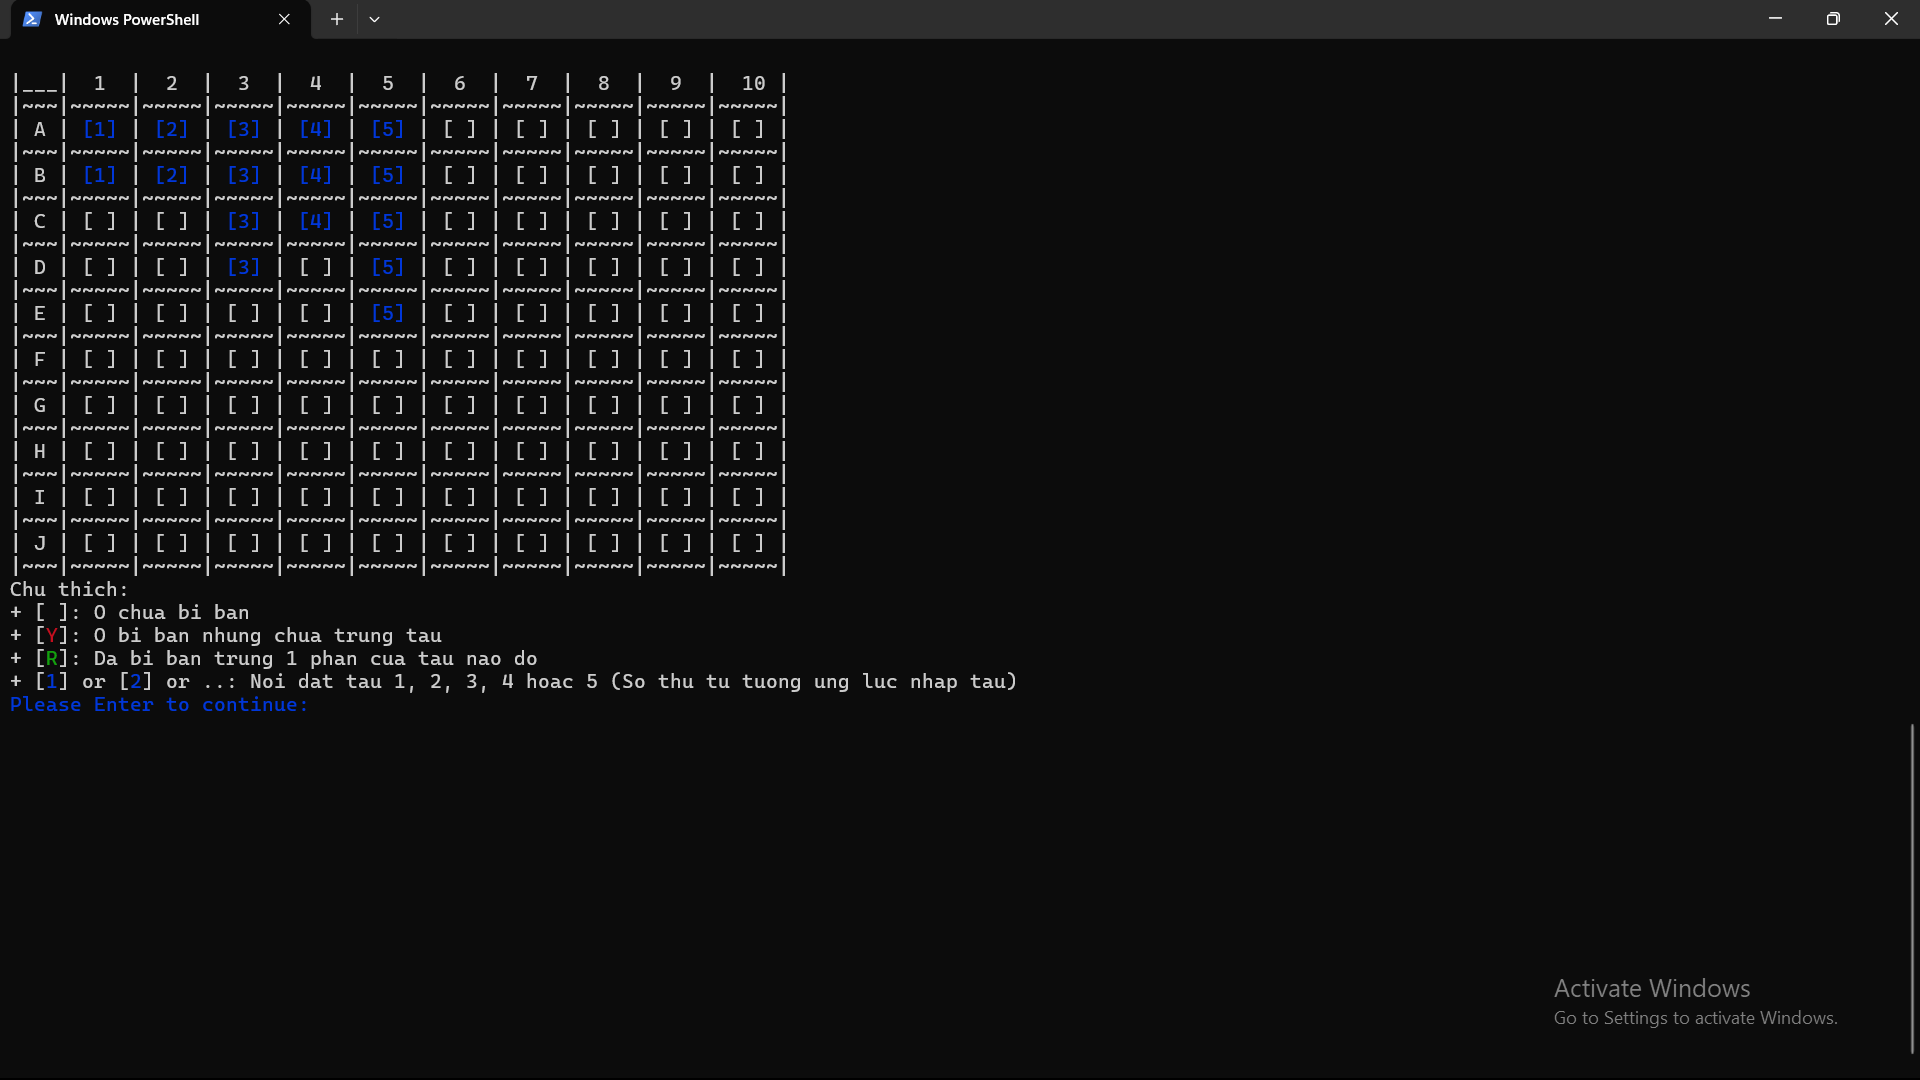 Windows PowerShell
|___|  1  |  2  |  3  |  4  |  5  |  6  |  7  |  8  |  9  |  10 |
|~~~|~~~~~|~~~~~|~~~~~|~~~~~|~~~~~|~~~~~|~~~~~|~~~~~|~~~~~|~~~~~|
| A | [1] | [2] | [3] | [4] | [5] | [ ] | [ ] | [ ] | [ ] | [ ] |
|~~~|~~~~~|~~~~~|~~~~~|~~~~~|~~~~~|~~~~~|~~~~~|~~~~~|~~~~~|~~~~~|
| B | [1] | [2] | [3] | [4] | [5] | [ ] | [ ] | [ ] | [ ] | [ ] |
|~~~|~~~~~|~~~~~|~~~~~|~~~~~|~~~~~|~~~~~|~~~~~|~~~~~|~~~~~|~~~~~|
| C | [ ] | [ ] | [3] | [4] | [5] | [ ] | [ ] | [ ] | [ ] | [ ] |
|~~~|~~~~~|~~~~~|~~~~~|~~~~~|~~~~~|~~~~~|~~~~~|~~~~~|~~~~~|~~~~~|
| D | [ ] | [ ] | [3] | [ ] | [5] | [ ] | [ ] | [ ] | [ ] | [ ] |
|~~~|~~~~~|~~~~~|~~~~~|~~~~~|~~~~~|~~~~~|~~~~~|~~~~~|~~~~~|~~~~~|
| E | [ ] | [ ] | [ ] | [ ] | [5] | [ ] | [ ] | [ ] | [ ] | [ ] |
|~~~|~~~~~|~~~~~|~~~~~|~~~~~|~~~~~|~~~~~|~~~~~|~~~~~|~~~~~|~~~~~|
| F | [ ] | [ ] | [ ] | [ ] | [ ] | [ ] | [ ] | [ ] | [ ] | [ ] |
|~~~|~~~~~|~~~~~|~~~~~|~~~~~|~~~~~|~~~~~|~~~~~|~~~~~|~~~~~|~~~~~|
| G | [ ] | [ ] | [ ] | [ ] | [ ] | [ ] | [ ] | [ ] | [ ] | [ ] |
|~~~|~~~~~|~~~~~|~~~~~|~~~~~|~~~~~|~~~~~|~~~~~|~~~~~|~~~~~|~~~~~|
| H | [ ] | [ ] | [ ] | [ ] | [ ] | [ ] | [ ] | [ ] | [ ] | [ ] |
|~~~|~~~~~|~~~~~|~~~~~|~~~~~|~~~~~|~~~~~|~~~~~|~~~~~|~~~~~|~~~~~|
| I | [ ] | [ ] | [ ] | [ ] | [ ] | [ ] | [ ] | [ ] | [ ] | [ ] |
|~~~|~~~~~|~~~~~|~~~~~|~~~~~|~~~~~|~~~~~|~~~~~|~~~~~|~~~~~|~~~~~|
| J | [ ] | [ ] | [ ] | [ ] | [ ] | [ ] | [ ] | [ ] | [ ] | [ ] |
|~~~|~~~~~|~~~~~|~~~~~|~~~~~|~~~~~|~~~~~|~~~~~|~~~~~|~~~~~|~~~~~|
Chu thich:
+ [ ]: O chua bi ban
+ [Y]: O bi ban nhung chua trung tau
+ [R]: Da bi ban trung 1 phan cua tau nao do
+ [1] or [2] or ..: Noi dat tau 1, 2, 3, 4 hoac 5 (So thu tu tuong ung luc nhap tau)
Please Enter to continue:
Activate Windows
Go to Settings to activate Windows.